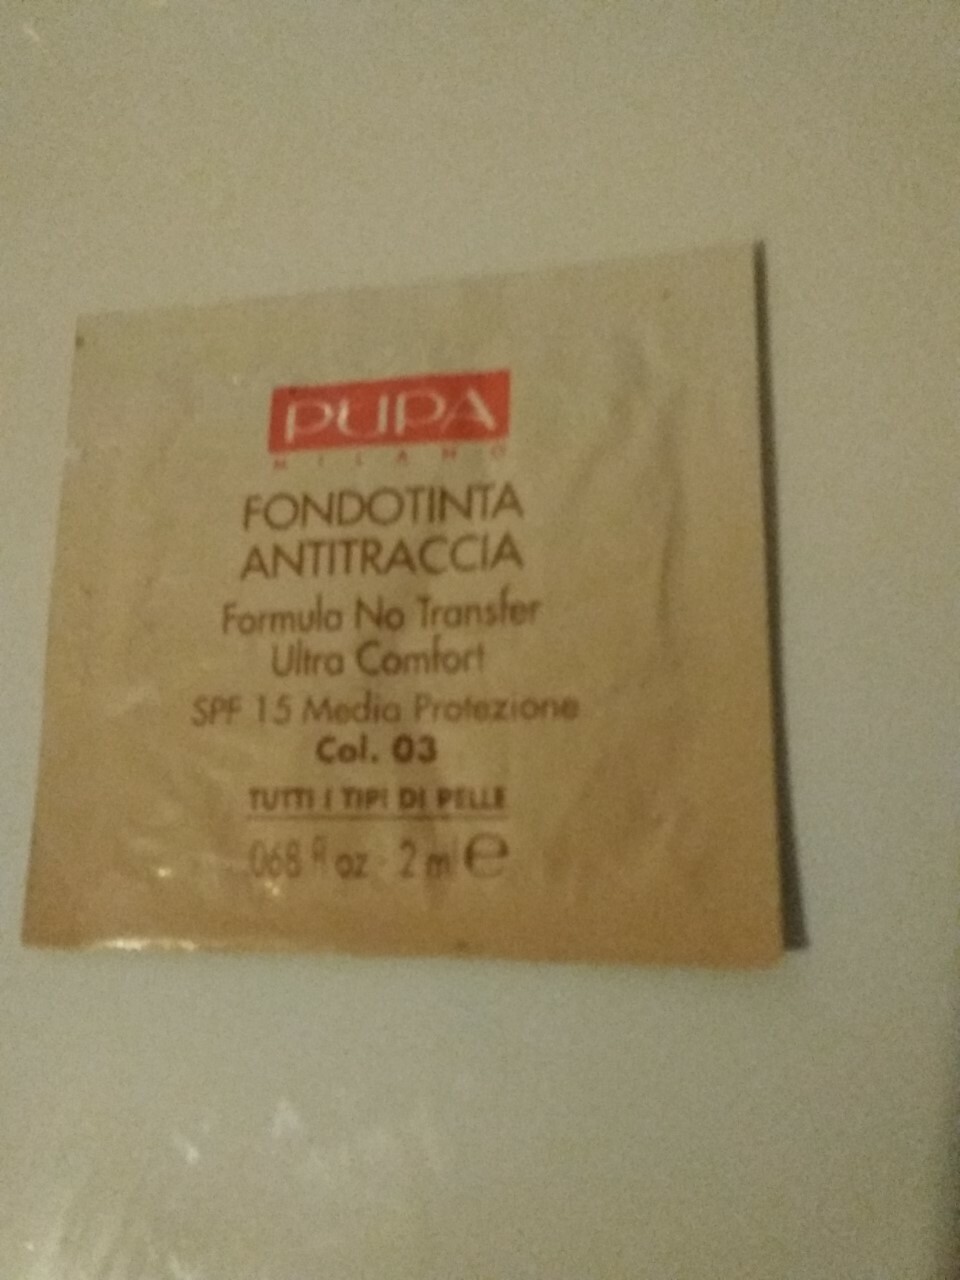 PUPA
MILANO
FONDOTINTA
ANTITRACCIA
Formula No Transfer
Ultra Comfort
SPF 15 Media Protezione
Col. 03
TUTTI I TIPI DI PELLE
.068 fl oz - 2 ml e